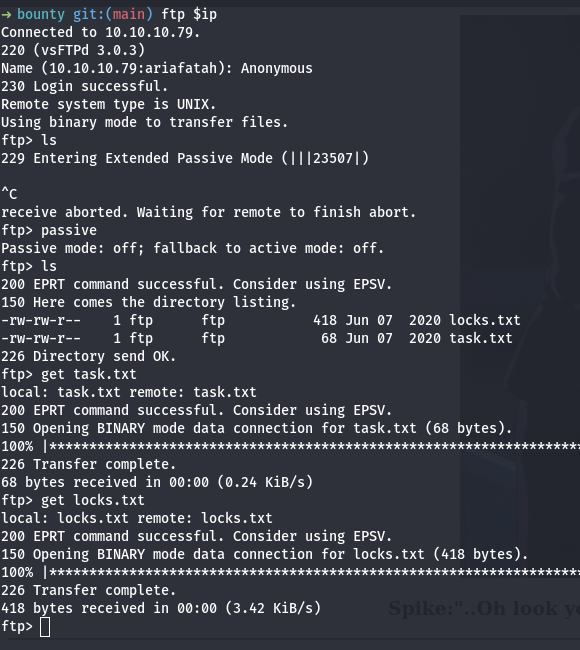 → bounty git:(main) ftp $ip
Connected to 10.10.10.79.
220 (vsFTPd 3.0.3)
Name (10.10.10.79:ariafatah): Anonymous
230 Login successful.
Remote system type is UNIX.
Using binary mode to transfer files.
ftp> ls
229 Entering Extended Passive Mode (|||23507|)
^C
receive aborted. Waiting for remote to finish abort.
ftp> passive
Passive mode: off; fallback to active mode: off.
ftp> ls
200 EPRT command successful. Consider using EPSV.
150 Here comes the directory listing.
-rw-rw-r--    1 ftp      ftp           418 Jun 07  2020 locks.txt
-rw-rw-r--    1 ftp      ftp            68 Jun 07  2020 task.txt
226 Directory send OK.
ftp> get task.txt
local: task.txt remote: task.txt
200 EPRT command successful. Consider using EPSV.
150 Opening BINARY mode data connection for task.txt (68 bytes).
100% |*******************************************************************
226 Transfer complete.
68 bytes received in 00:00 (0.24 KiB/s)
ftp> get locks.txt
local: locks.txt remote: locks.txt
200 EPRT command successful. Consider using EPSV.
150 Opening BINARY mode data connection for locks.txt (418 bytes).
100% |*******************************************************************
226 Transfer complete.
418 bytes received in 00:00 (3.42 KiB/s)
Spike:"..Oh look
ftp>